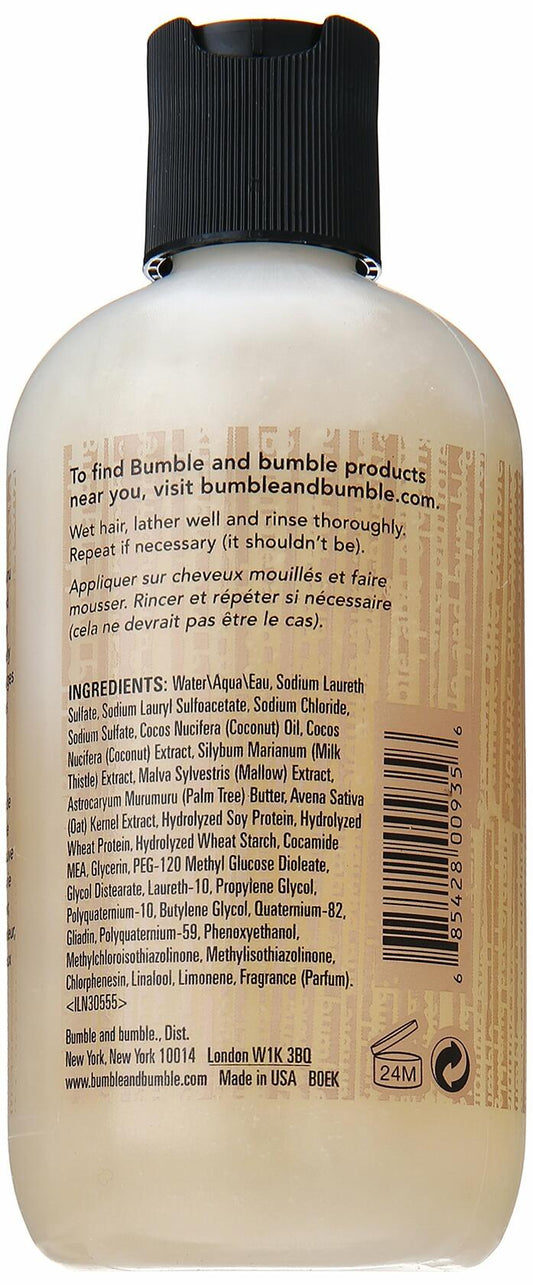 To find Bumble and bumble products
near you, visit bumbleandbumble.com.
Wet hair, lather well and rinse thoroughly.
Repeat if necessary (it shouldn't be).
Appliquer sur cheveux mouillés et faire
mousser. Rincer et répéter si nécessaire
(cela ne devrait pas être le cas).
INGREDIENTS: Water\Aqua\Eau, Sodium Laureth
Sulfate, Sodium Lauryl Sulfoacetate, Sodium Chloride,
Sodium Sulfate, Cocos Nucifera (Coconut) Oil, Cocos
Nucifera (Coconut) Extract, Silybum Marianum (Milk
Thistle) Extract, Malva Sylvestris (Mallow) Extract,
Astrocaryum Murumuru (Palm Tree) Butter, Avena Sativa
(Oat) Kernel Extract, Hydrolyzed Soy Protein, Hydrolyzed
Wheat Protein, Hydrolyzed Wheat Starch, Cocamide
MEA, Glycerin, PEG-120 Methyl Glucose Dioleate,
Glycol Distearate, Laureth-10, Propylene Glycol,
Polyquaternium-10, Butylene Glycol, Quaternium-82,
Gliadin, Polyquaternium-59, Phenoxyethanol,
Methylchloroisothiazolinone, Methylisothiazolinone,
Chlorphenesin, Linalool, Limonene, Fragrance (Parfum).
<ILN30555>
Bumble and bumble., Dist.
New York, New York 10014 London W1K 3BQ
www.bumbleandbumble.com Made in USA B0EK
24M
6 85428 00935 6